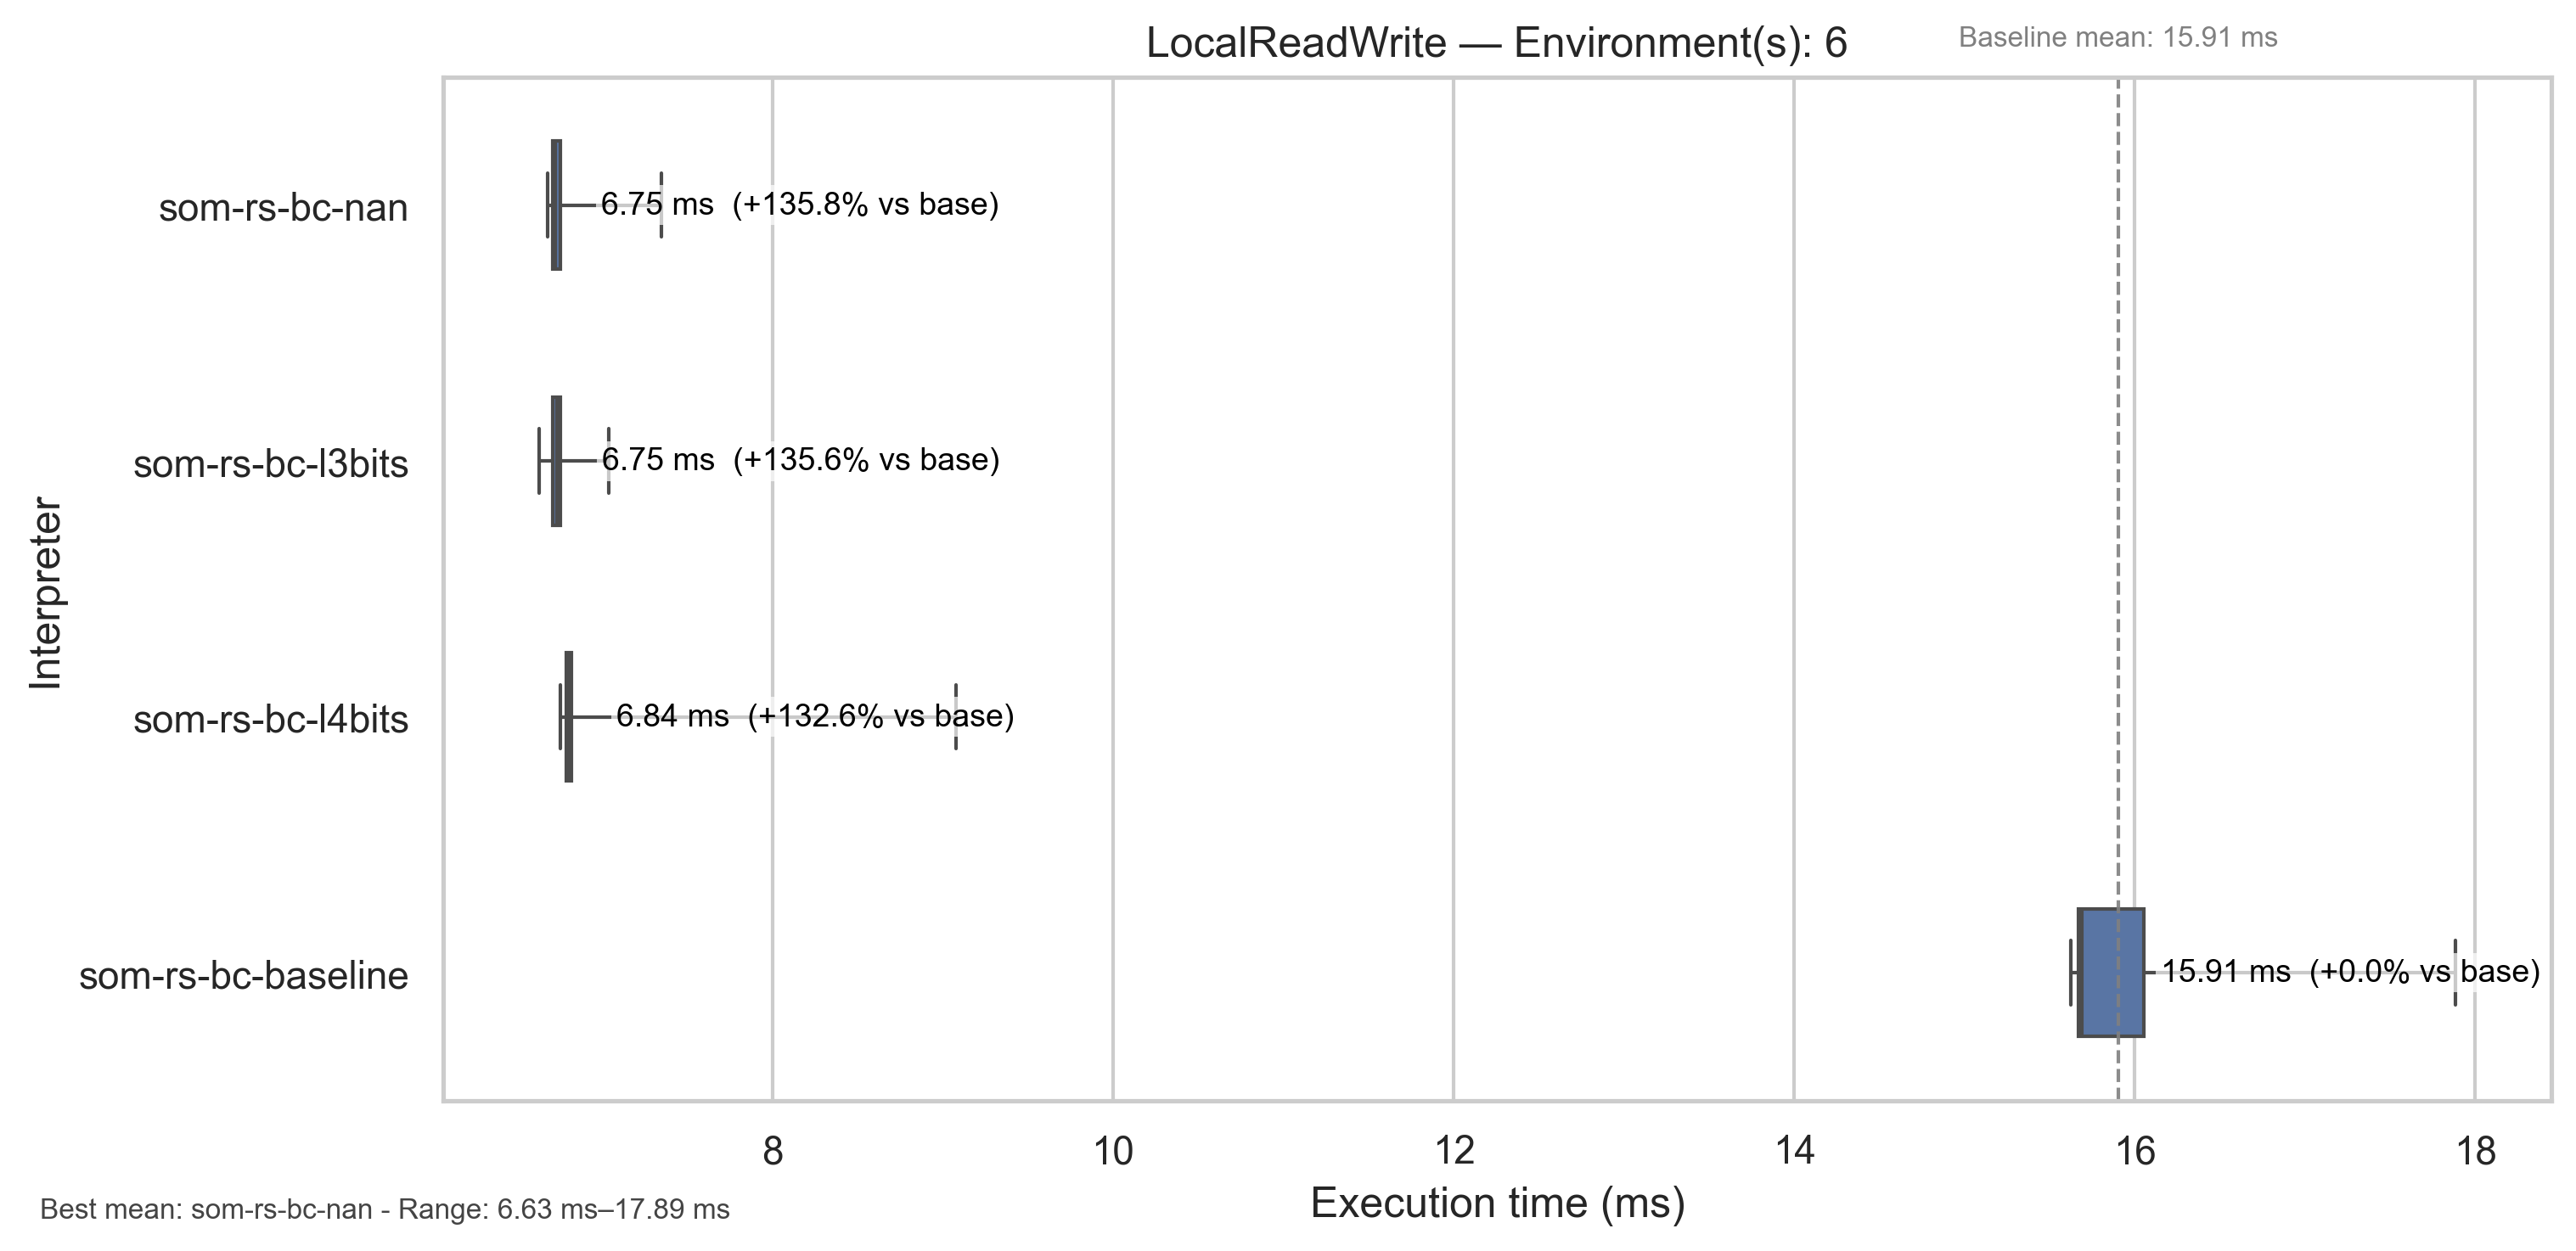 LocalReadWrite — Environment(s): 6
Baseline mean: 15.91 ms
Interpreter
som-rs-bc-nan
6.75 ms (+135.8% vs base)
som-rs-bc-l3bits
6.75 ms (+135.6% vs base)
som-rs-bc-l4bits
6.84 ms (+132.6% vs base)
som-rs-bc-baseline
15.91 ms (+0.0% vs base)
8 10 12 14 16 18
Execution time (ms)
Best mean: som-rs-bc-nan - Range: 6.63 ms–17.89 ms